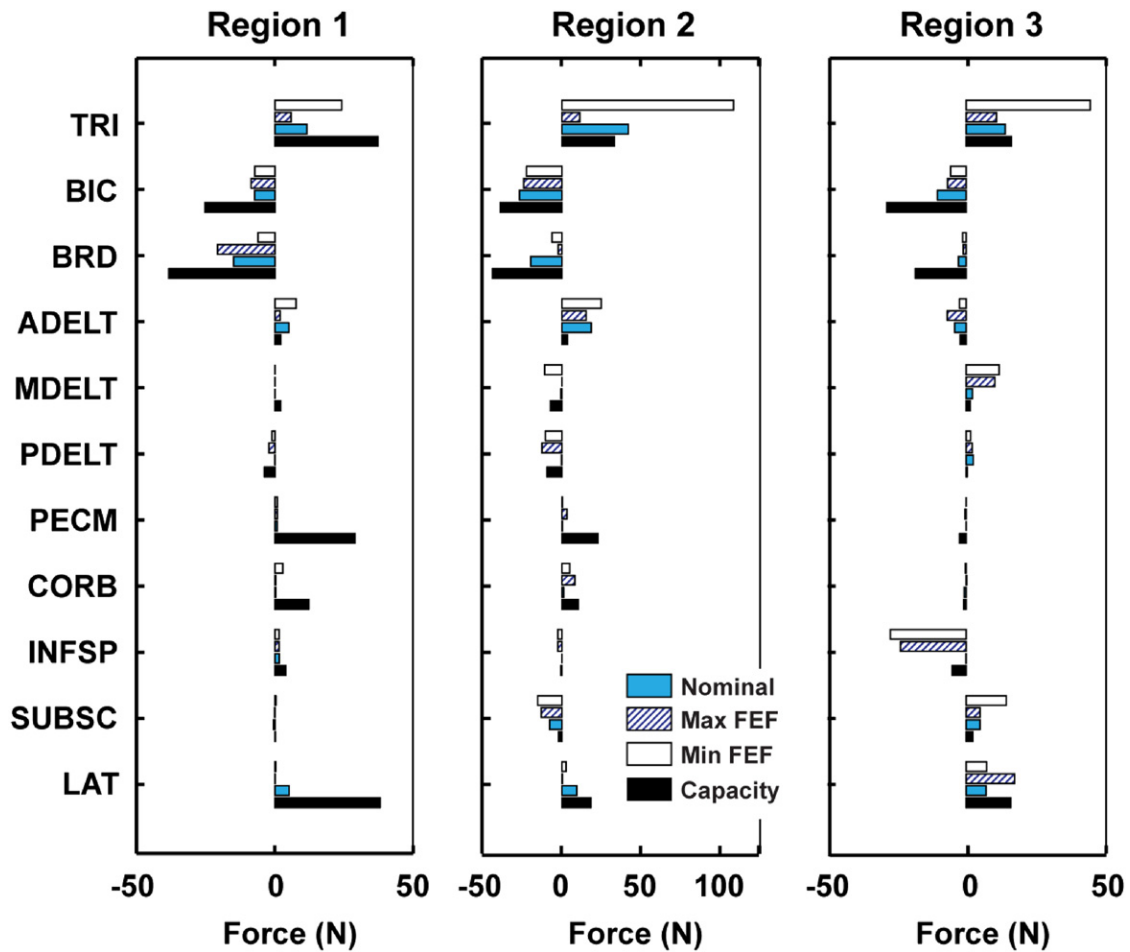 Region 1 Region 2 Region 3
TRI
BIC
BRD
ADELT
MDELT
PDELT
PECM
CORB
INFSP
SUBSC
LAT
Nominal
Max FEF
Min FEF
Capacity
-50 0 50 -50 0 50 100 -50 0 50
Force (N) Force (N) Force (N)